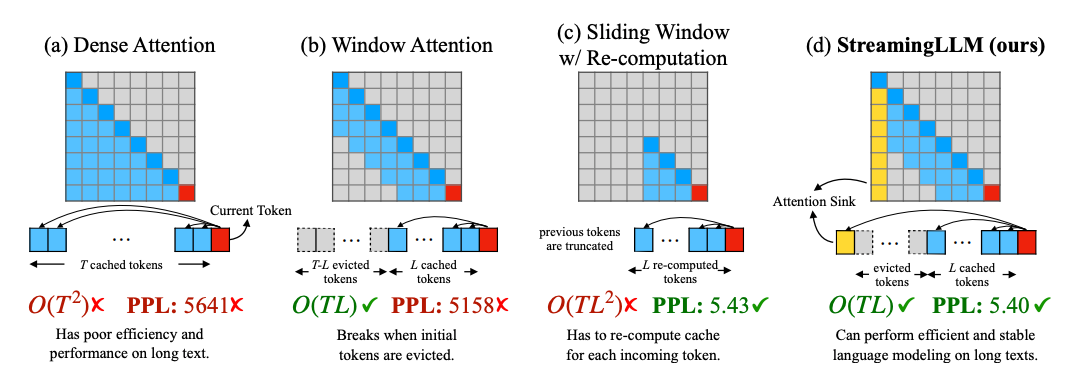 (a) Dense Attention
Current Token
...
T cached tokens
O(T²)✗ PPL: 5641✗
Has poor efficiency and
performance on long text.
(b) Window Attention
... ...
T-L evicted
tokens
L cached
tokens
O(TL)✓ PPL: 5158✗
Breaks when initial
tokens are evicted.
(c) Sliding Window
w/ Re-computation
previous tokens
are truncated
...
L re-computed
tokens
O(TL²)✗ PPL: 5.43✓
Has to re-compute cache
for each incoming token.
(d) StreamingLLM (ours)
Attention Sink
... ...
evicted
tokens
L cached
tokens
O(TL)✓ PPL: 5.40✓
Can perform efficient and stable
language modeling on long texts.